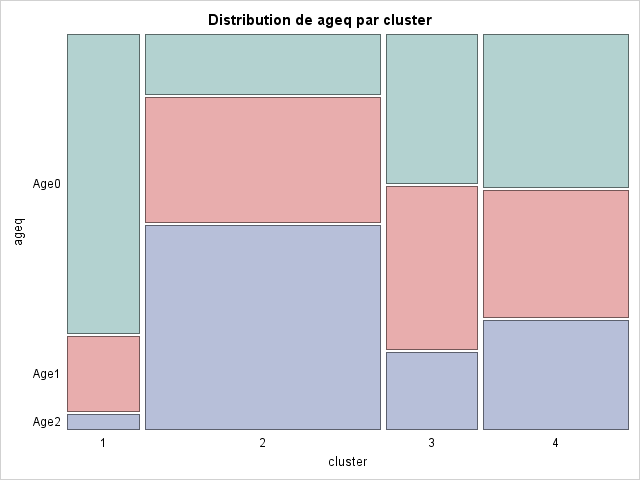 Distribution de ageq par cluster
ageq
Age0
Age1
Age2
1 2 3 4
cluster